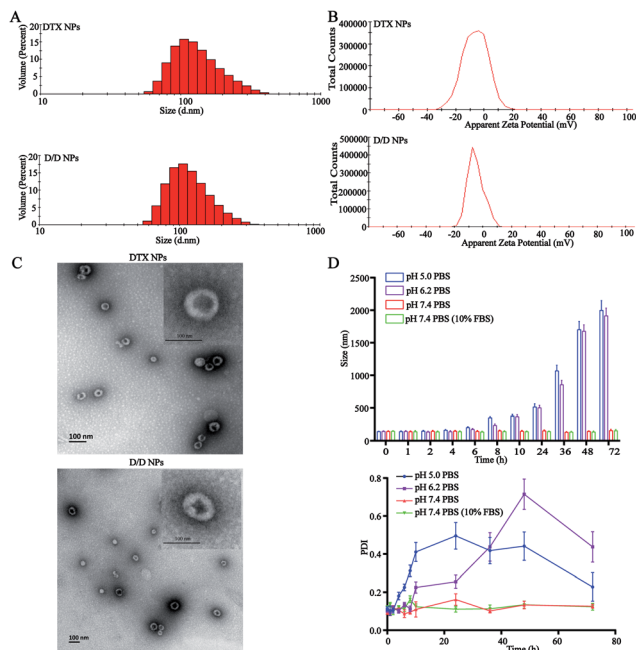 A
DTX NPs
Volume (Percent)
20
15
10
5
0
10
100
1000
Size (d.nm)
D/D NPs
Volume (Percent)
20
15
10
5
0
10
100
1000
Size (d.nm)
B
DTX NPs
Total Counts
400000
300000
200000
100000
0
-80 -60 -40 -20 0 20 40 60 80 100
Apparent Zeta Potential (mV)
D/D NPs
Total Counts
500000
400000
300000
200000
100000
0
-80 -60 -40 -20 0 20 40 60 80 100
Apparent Zeta Potential (mV)
C
DTX NPs
100 nm
100 nm
D/D NPs
100 nm
100 nm
D
pH 5.0 PBS
pH 6.2 PBS
pH 7.4 PBS
pH 7.4 PBS (10% FBS)
Size (nm)
2500
2000
1500
1000
500
0
0 1 2 4 6 8 10 24 36 48 72
Time (h)
pH 5.0 PBS
pH 6.2 PBS
pH 7.4 PBS
pH 7.4 PBS (10% FBS)
PDI
0.8
0.6
0.4
0.2
0.0
0 20 40 60 80
Time (h)